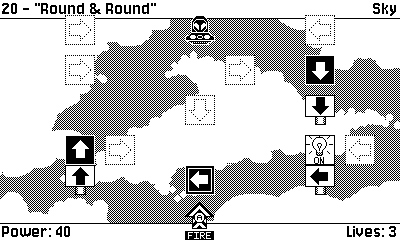 20 - "Round & Round"
Sky
ON
Power: 40
FIRE
Lives: 3